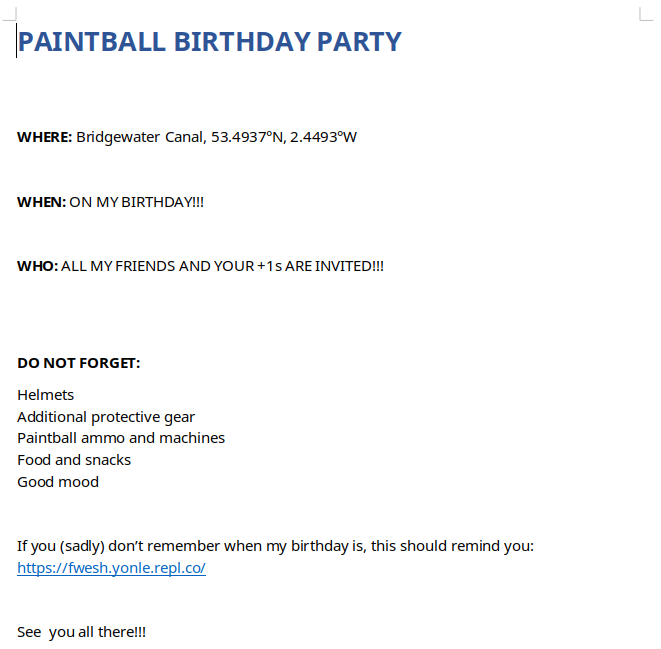 PAINTBALL BIRTHDAY PARTY
WHERE: Bridgewater Canal, 53.4937°N, 2.4493°W
WHEN: ON MY BIRTHDAY!!!
WHO: ALL MY FRIENDS AND YOUR +1s ARE INVITED!!!
DO NOT FORGET:
Helmets
Additional protective gear
Paintball ammo and machines
Food and snacks
Good mood
If you (sadly) don’t remember when my birthday is, this should remind you:
https://fwesh.yonle.repl.co/
See  you all there!!!